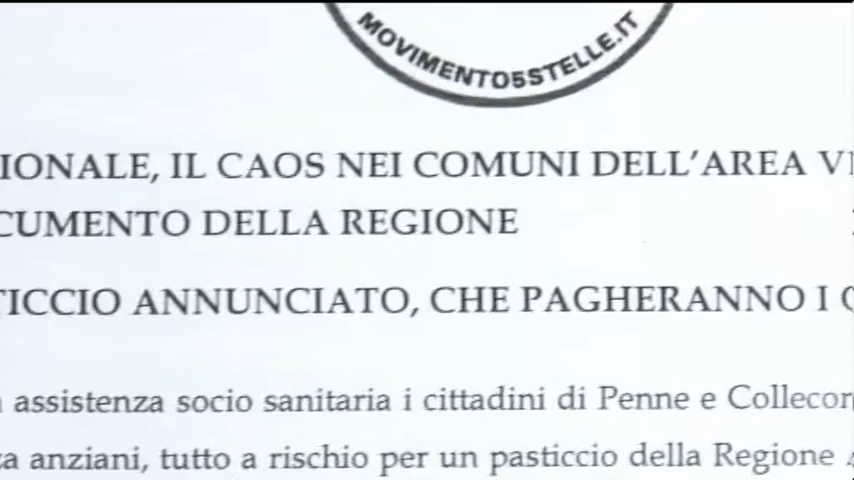 MOVIMENTO5STELLE.IT
IONALE, IL CAOS NEI COMUNI DELL'AREA
CUMENTO DELLA REGIONE
TICCIO ANNUNCIATO, CHE PAGHERANNO I
assistenza socio sanitaria i cittadini di Penne e Collecor
za anziani, tutto a rischio per un pasticcio della Regione